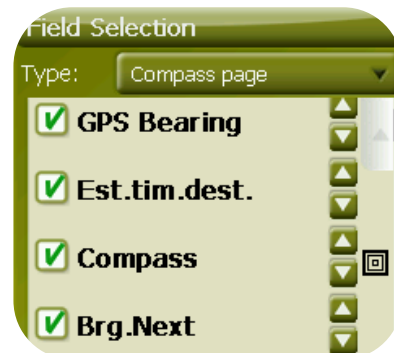 Field Selection
Type: Compass page
GPS Bearing
Est.tim.dest.
Compass
Brg.Next